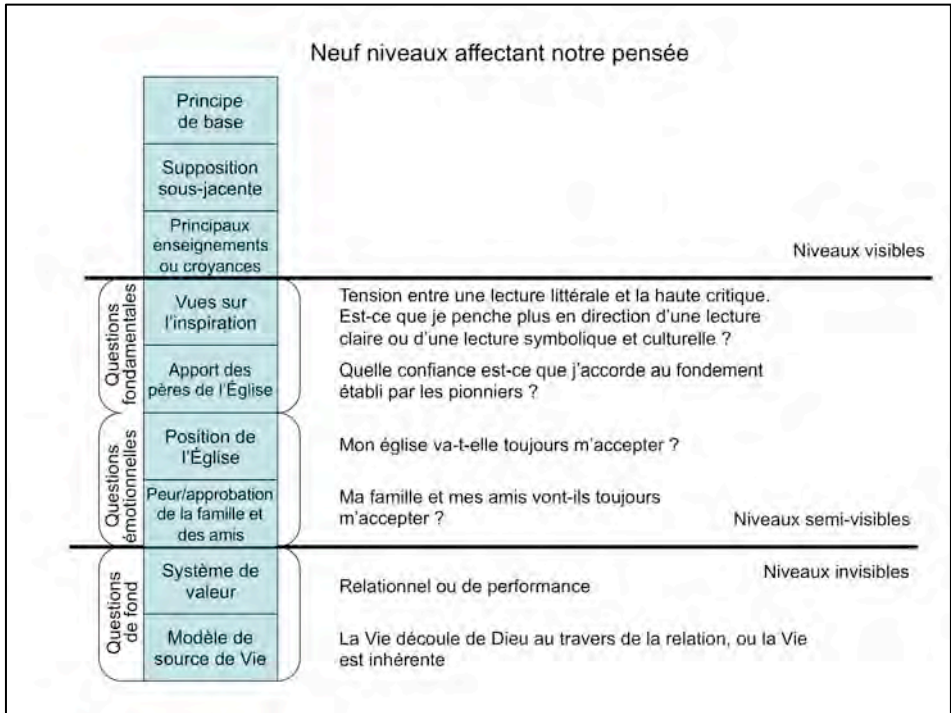 Neuf niveaux affectant notre pensée
Principe
de base
Supposition
sous-jacente
Principaux
enseignements
ou croyances
Niveaux visibles
Questions
fondamentales
Vues sur
l'inspiration
Tension entre une lecture littérale et la haute critique.
Est-ce que je penche plus en direction d'une lecture
claire ou d'une lecture symbolique et culturelle ?
Apport des
pères de l'Église
Quelle confiance est-ce que j'accorde au fondement
établi par les pionniers ?
Questions
émotionnelles
Position de
l'Église
Mon église va-t-elle toujours m'accepter ?
Peur/approbation
de la famille et
des amis
Ma famille et mes amis vont-ils toujours
m'accepter ?
Niveaux semi-visibles
Niveaux invisibles
Questions
de fond
Système de
valeur
Relationnel ou de performance
Modèle de
source de Vie
La Vie découle de Dieu au travers de la relation, ou la Vie
est inhérente